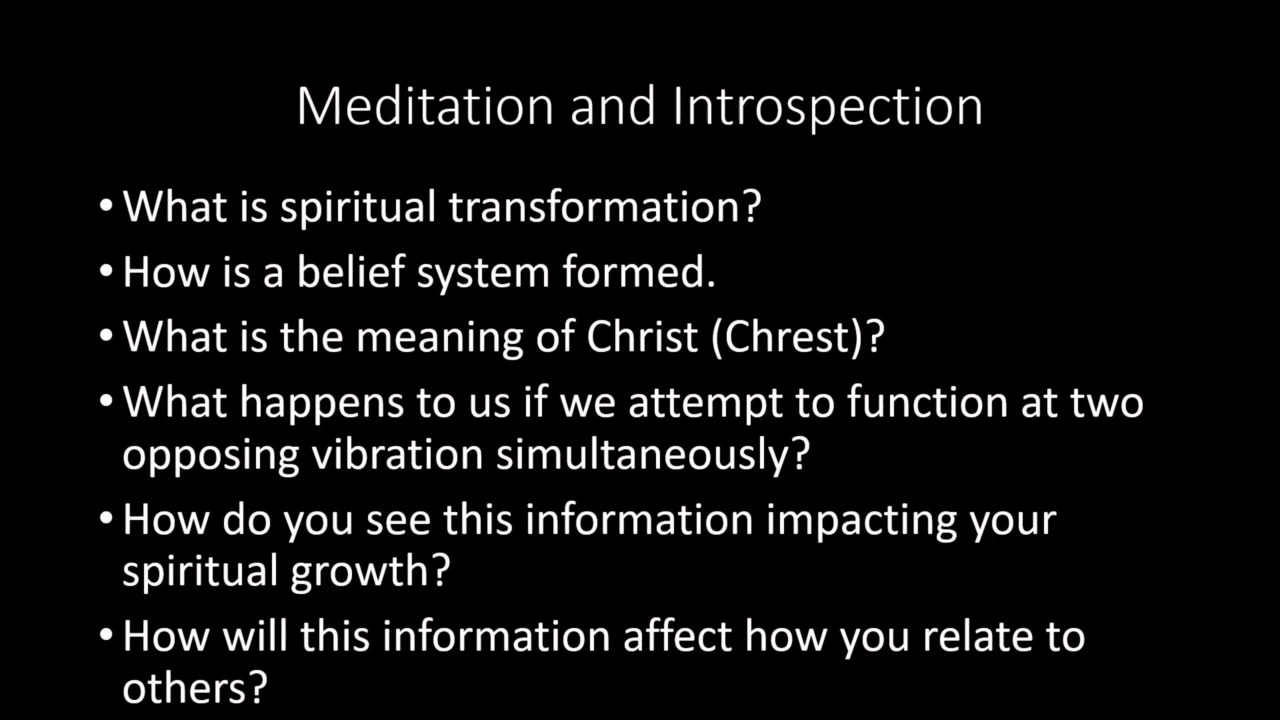 Meditation and Introspection
• What is spiritual transformation?
• How is a belief system formed.
• What is the meaning of Christ (Chrest)?
• What happens to us if we attempt to function at two
opposing vibration simultaneously?
• How do you see this information impacting your
spiritual growth?
• How will this information affect how you relate to
others?